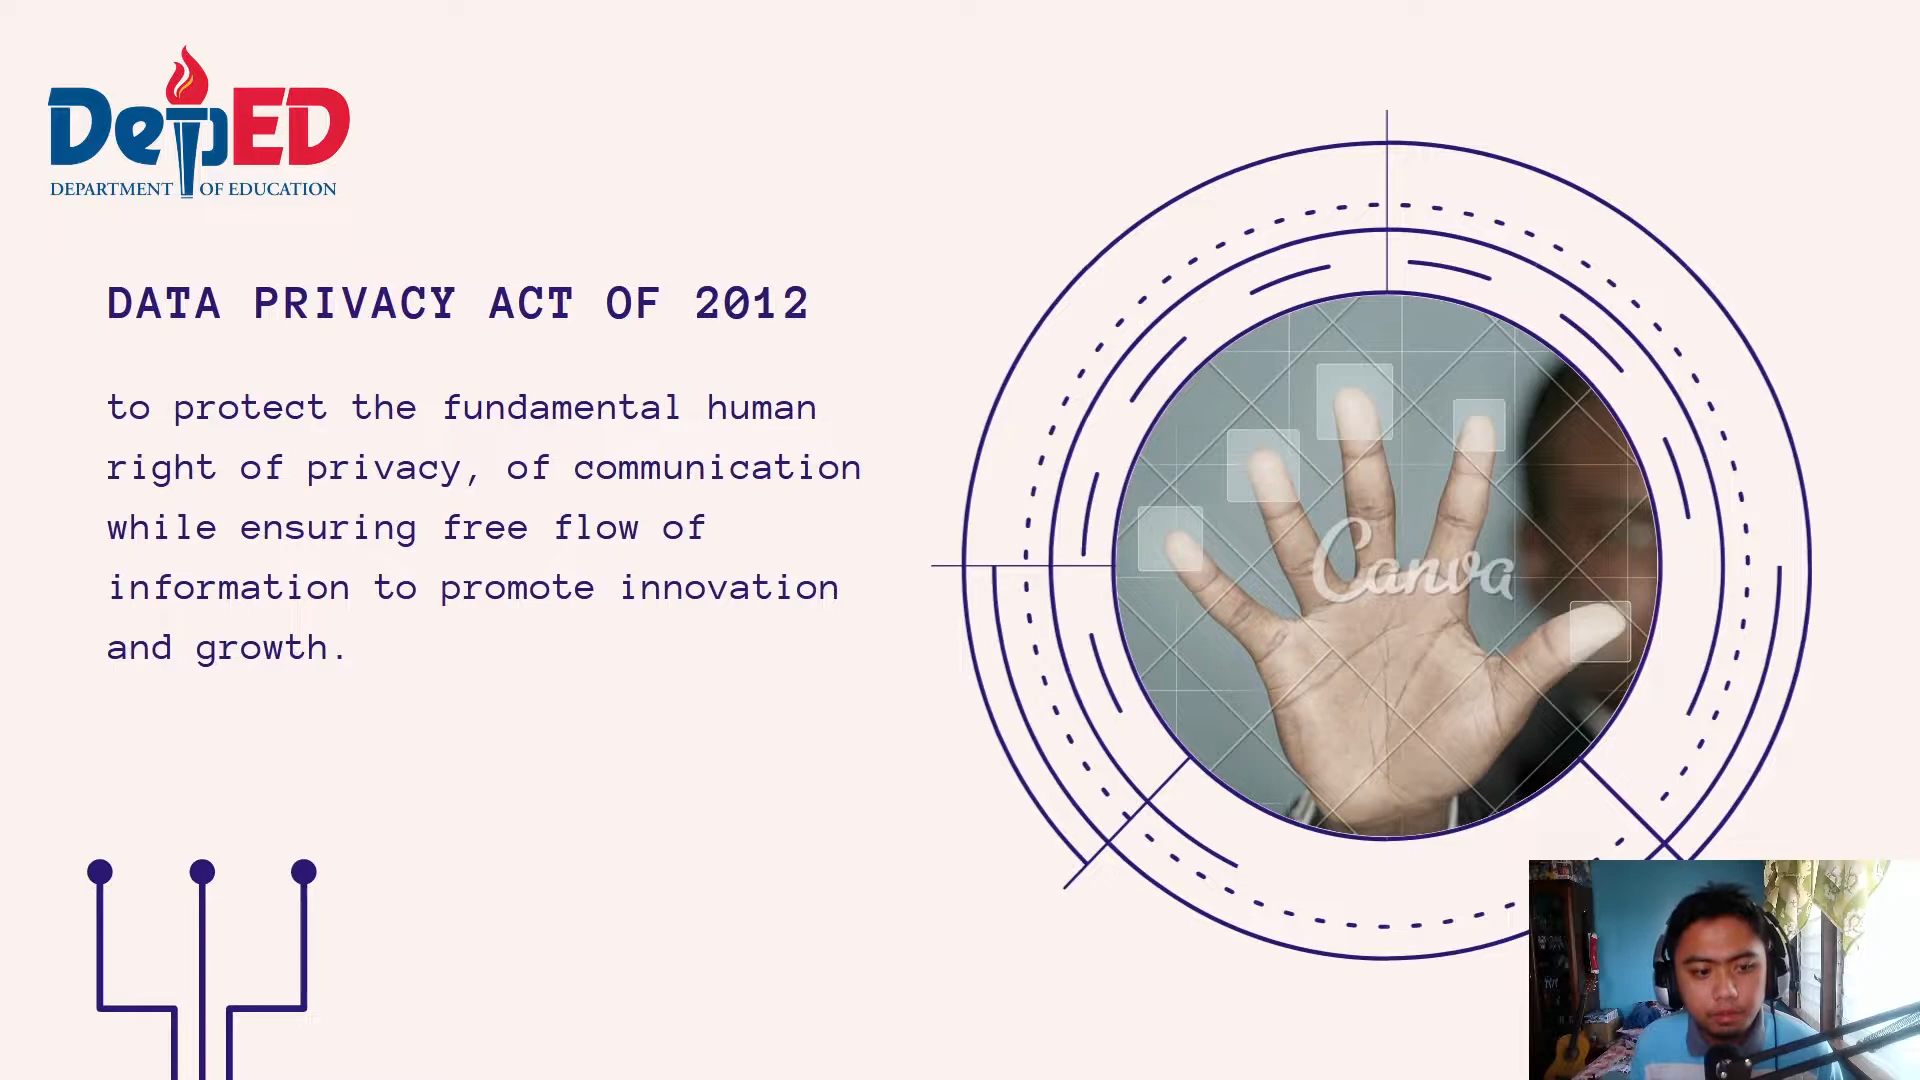 DepED
DEPARTMENT OF EDUCATION
DATA PRIVACY ACT OF 2012
to protect the fundamental human
right of privacy, of communication
while ensuring free flow of
information to promote innovation
and growth.
Canva